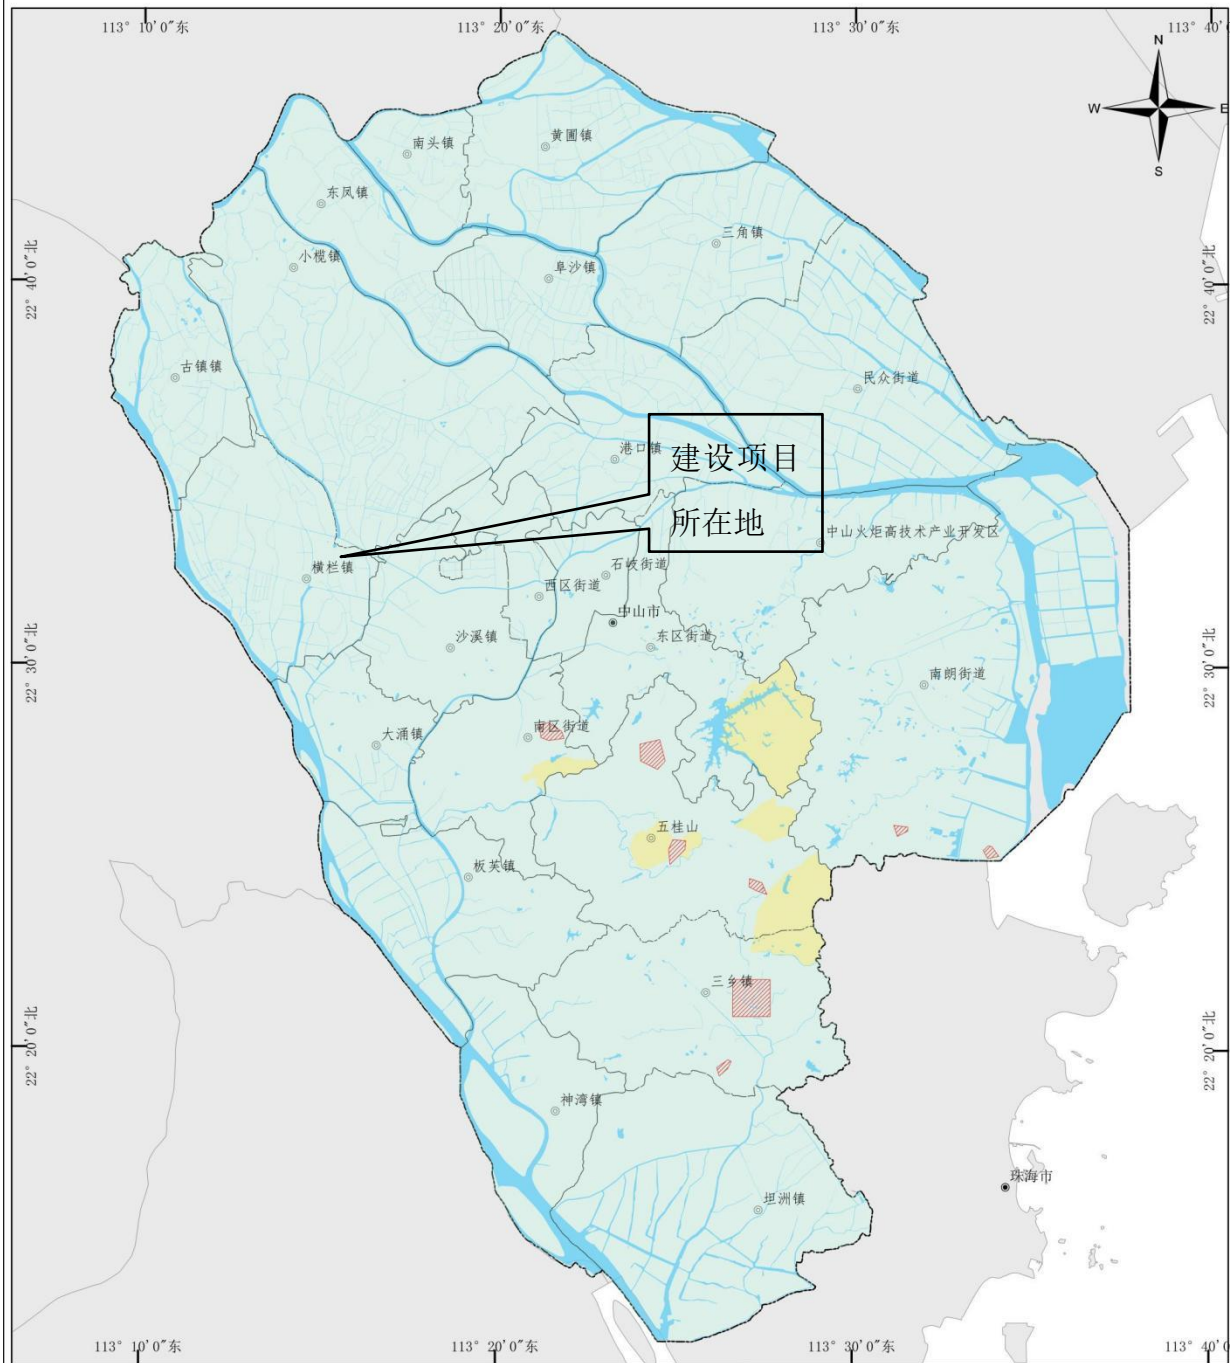 113° 10'0"东
113° 20'0"东
113° 30'0"东
113° 40'0
N
W
E
S
22° 40'0"北
22° 40'0"北
南头镇
黄圃镇
东凤镇
三角镇
小榄镇
阜沙镇
古镇镇
民众街道
港口镇
建设项目
所在地
中山火炬高技术产业开发区
横栏镇
石岐街道
西区街道
中山市
沙溪镇
东区街道
22° 30'0"北
22° 30'0"北
南朗街道
大涌镇
南区街道
五桂山
板芙镇
三乡镇
22° 20'0"北
22° 20'0"北
神湾镇
珠海市
坦洲镇
113° 10'0"东
113° 20'0"东
113° 30'0"东
113° 40'0